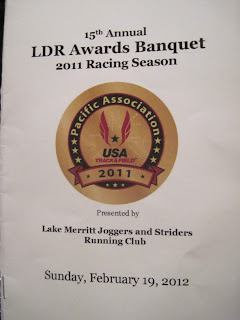 15th Annual
LDR Awards Banquet
2011 Racing Season
Pacific Association
USA
TRACK & FIELD
2011
Presented by
Lake Merritt Joggers and Striders
Running Club
Sunday, February 19, 2012